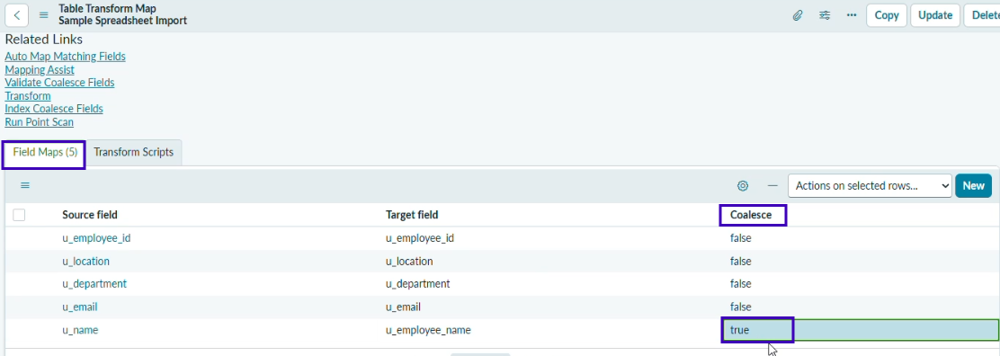 Table Transform Map
Sample Spreadsheet Import
Copy Update Delete
Related Links
Auto Map Matching Fields
Mapping Assist
Validate Coalesce Fields
Transform
Index Coalesce Fields
Run Point Scan
Field Maps (5) Transform Scripts
Actions on selected rows... New
Source field Target field Coalesce
u_employee_id u_employee_id false
u_location u_location false
u_department u_department false
u_email u_email false
u_name u_employee_name true